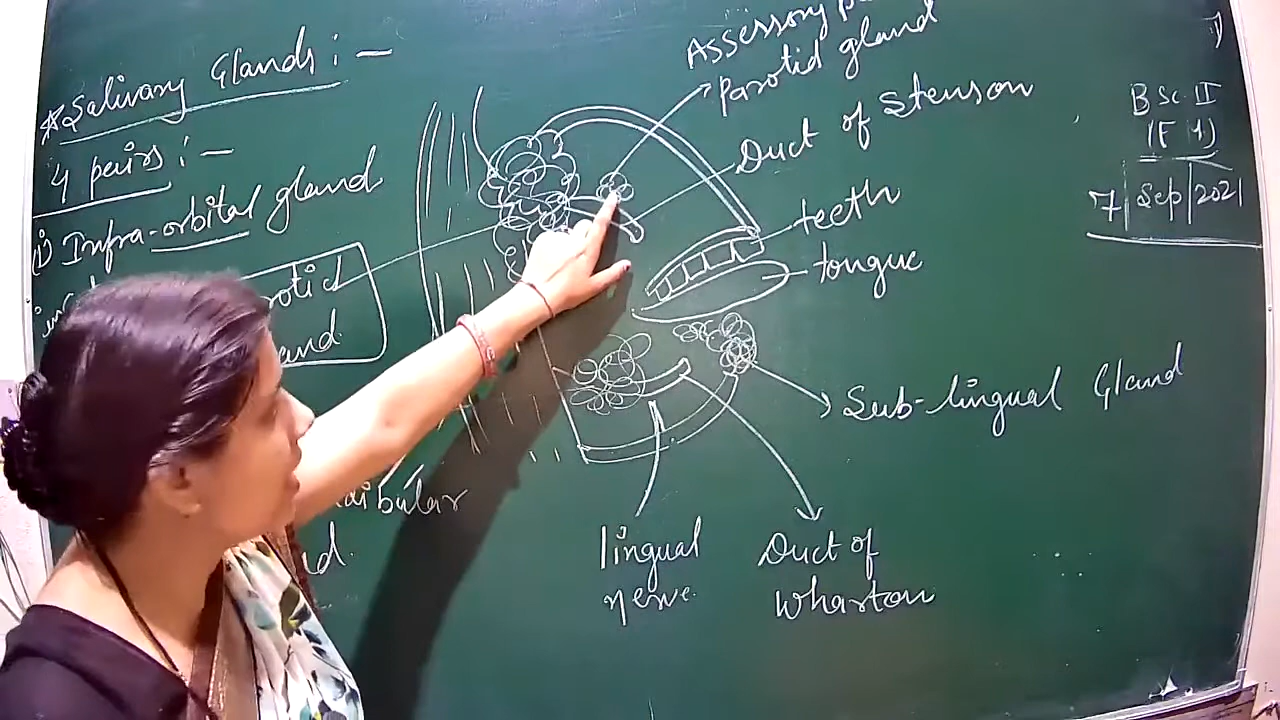 * Salivary Glands : -
4 pairs : -
(i) Infra-orbital gland
Assessory
Parotid gland
Duct of Stenson
teeth
tongue
Sub-lingual Gland
lingual
nerve.
Duct of
Wharton
B Sc. II
7 | Sep | 2021